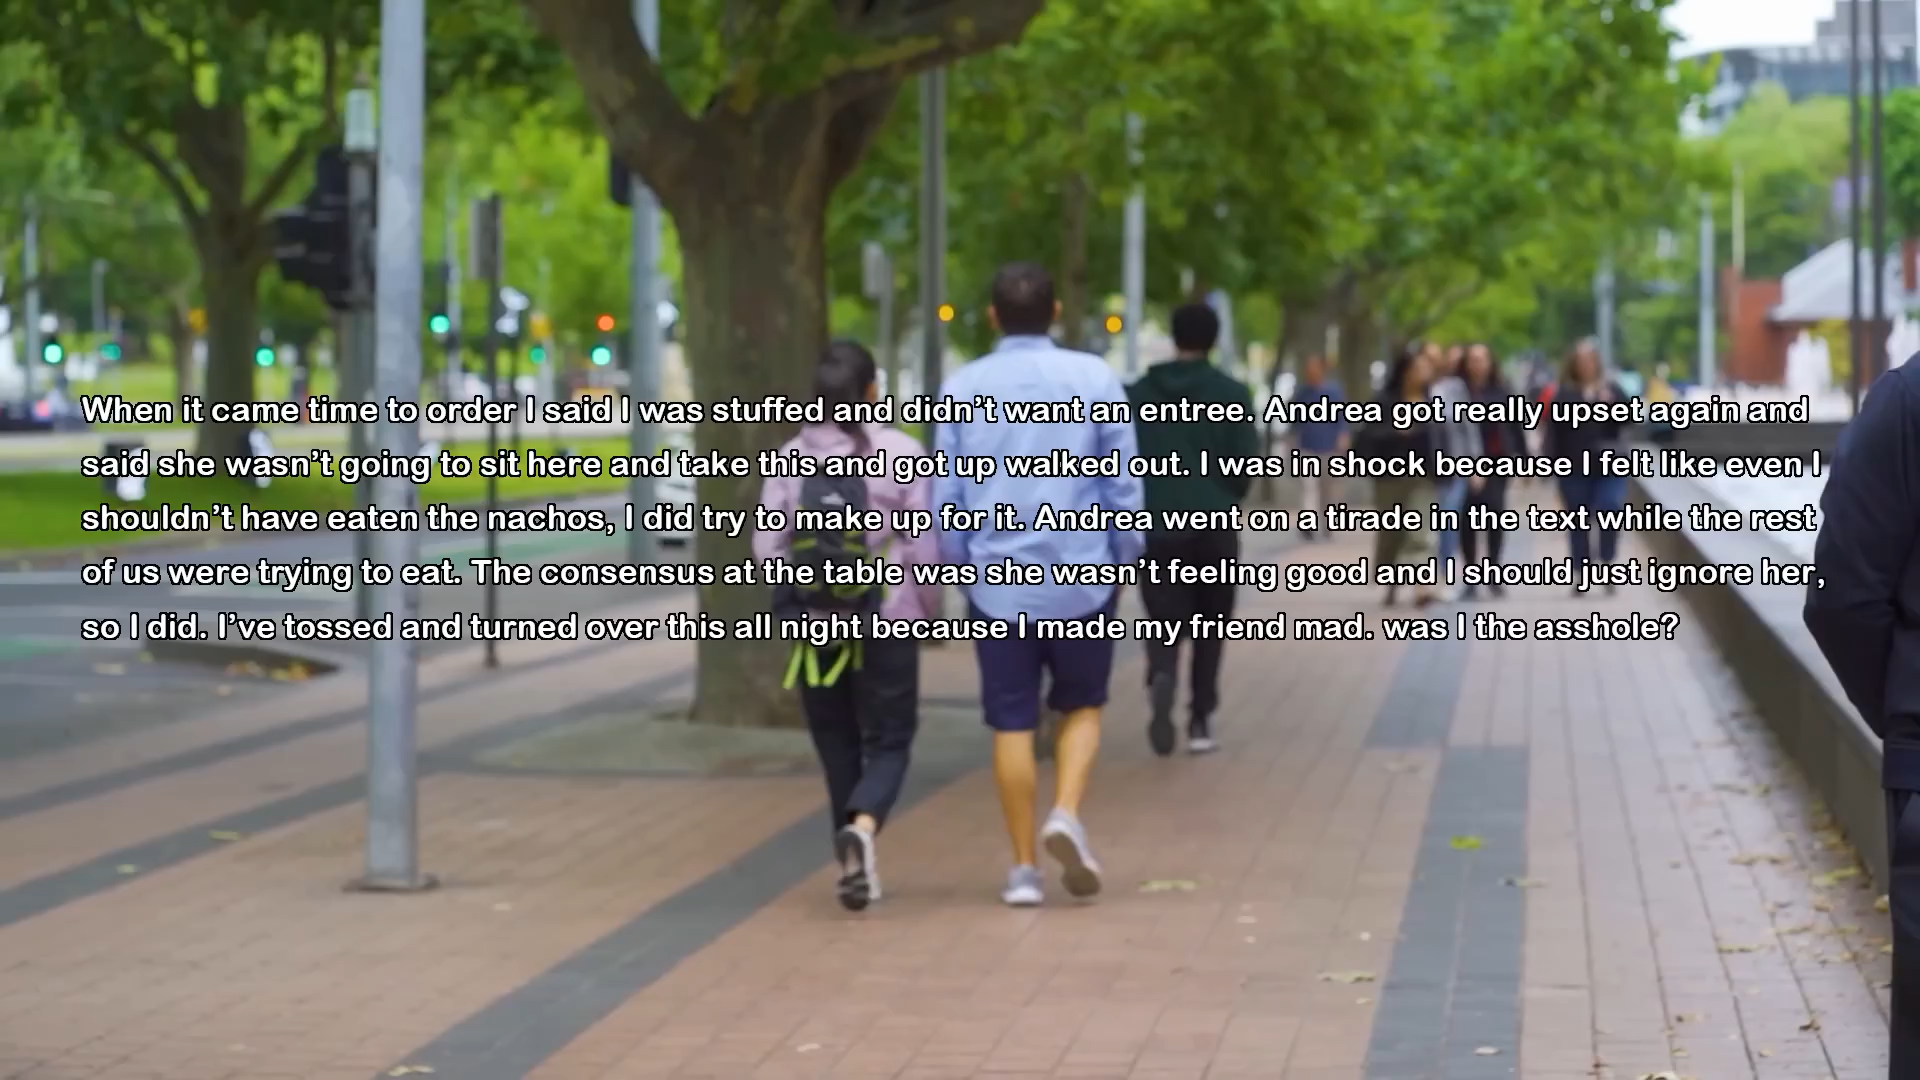 When it came time to order I said I was stuffed and didn’t want an entree. Andrea got really upset again and
said she wasn’t going to sit here and take this and got up walked out. I was in shock because I felt like even I
shouldn’t have eaten the nachos, I did try to make up for it. Andrea went on a tirade in the text while the rest
of us were trying to eat. The consensus at the table was she wasn’t feeling good and I should just ignore her,
so I did. I’ve tossed and turned over this all night because I made my friend mad. was I the asshole?